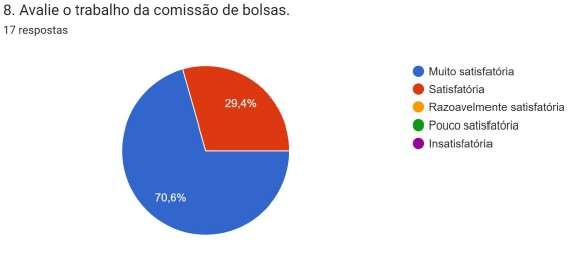 8. Avalie o trabalho da comissão de bolsas.
17 respostas
29,4%
70,6%
Muito satisfatória
Satisfatória
Razoavelmente satisfatória
Pouco satisfatória
Insatisfatória